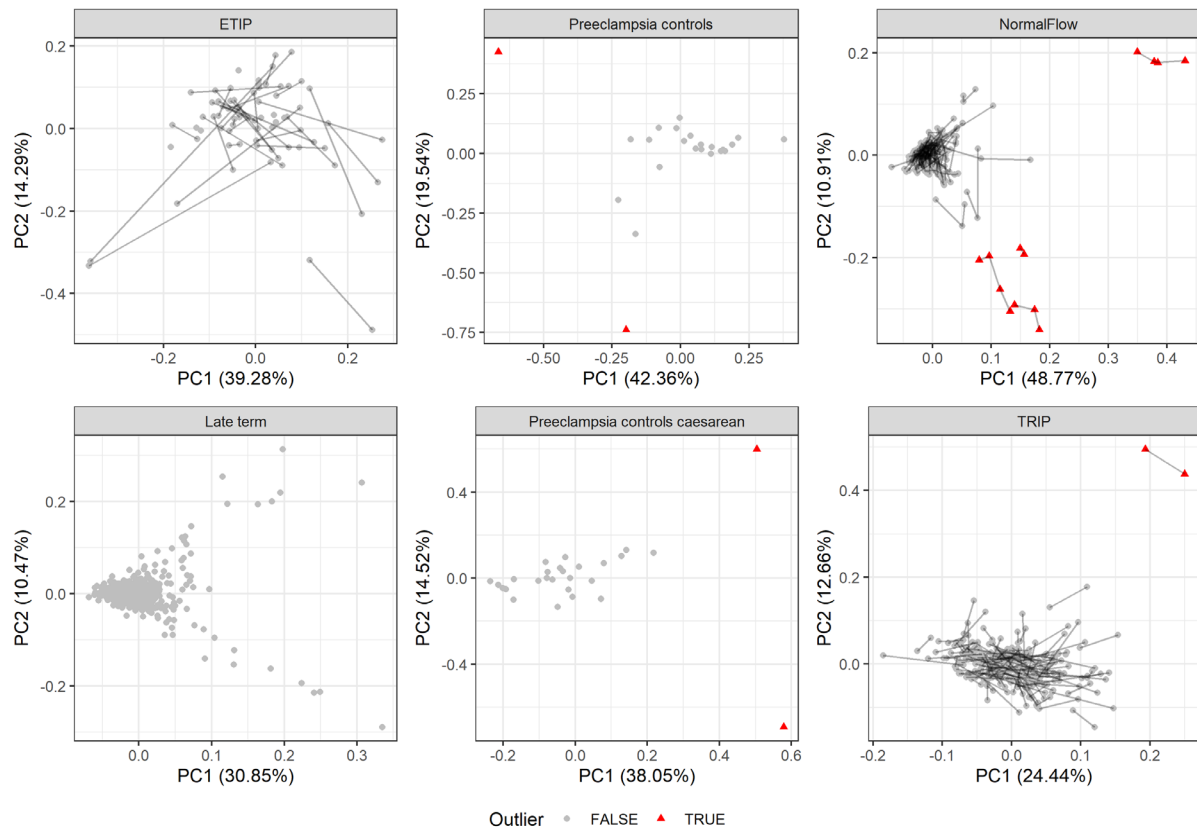 ETIP
Preeclampsia controls
NormalFlow
PC2 (14.29%)
0.2
0.0
-0.2
-0.4
-0.2
0.0
0.2
PC1 (39.28%)
PC2 (19.54%)
0.25
0.00
-0.25
-0.50
-0.75
-0.50
-0.25
0.00
0.25
PC1 (42.36%)
PC2 (10.91%)
0.2
0.0
-0.2
0.0
0.1
0.2
0.3
0.4
PC1 (48.77%)
Late term
Preeclampsia controls caesarean
TRIP
PC2 (10.47%)
0.2
0.0
-0.2
0.0
0.1
0.2
0.3
PC1 (30.85%)
PC2 (14.52%)
0.4
0.0
-0.4
-0.2
0.0
0.2
0.4
0.6
PC1 (38.05%)
PC2 (12.66%)
0.4
0.2
0.0
-0.2
-0.1
0.0
0.1
0.2
PC1 (24.44%)
Outlier FALSE TRUE